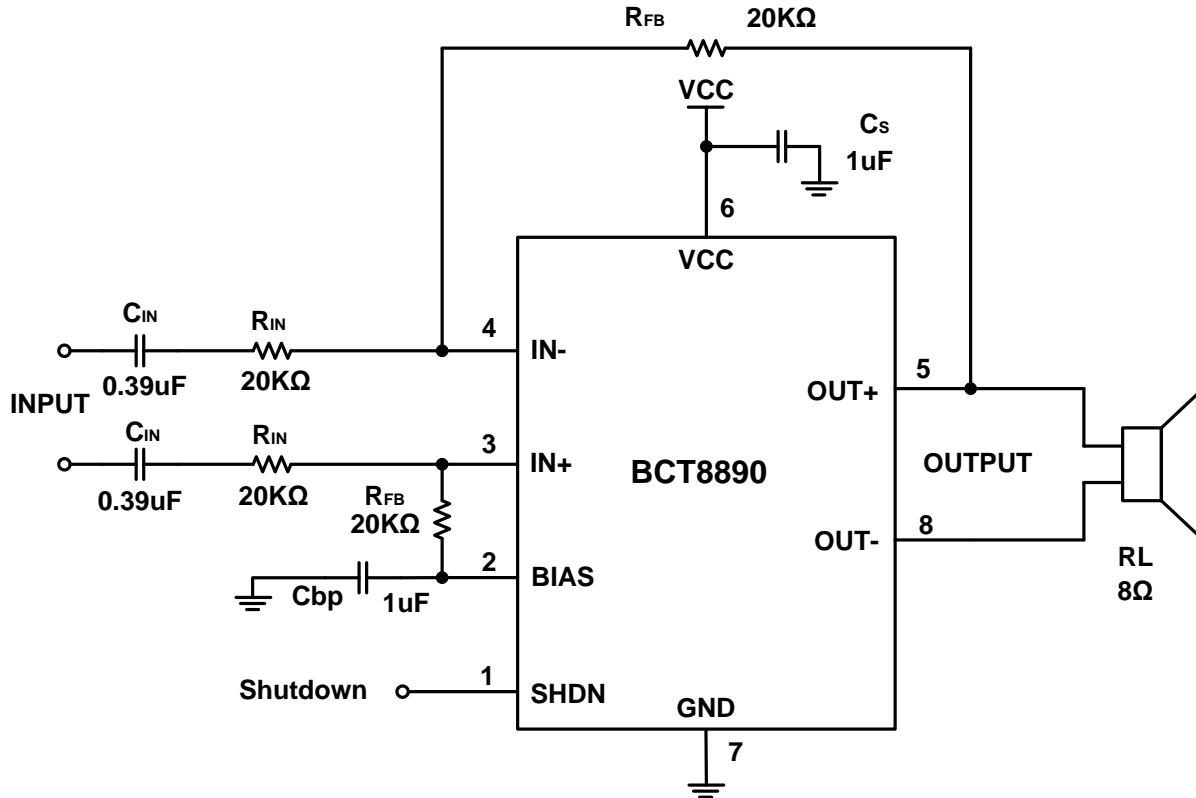 RFB 20KΩ
VCC
CS
1uF
6
VCC
CIN
RIN
4
IN-
0.39uF
20KΩ
INPUT
5
OUT+
CIN
RIN
3
IN+
BCT8890
OUTPUT
0.39uF
20KΩ
RFB
20KΩ
8
OUT-
2
BIAS
Cbp
1uF
RL
8Ω
Shutdown
1
SHDN
GND
7